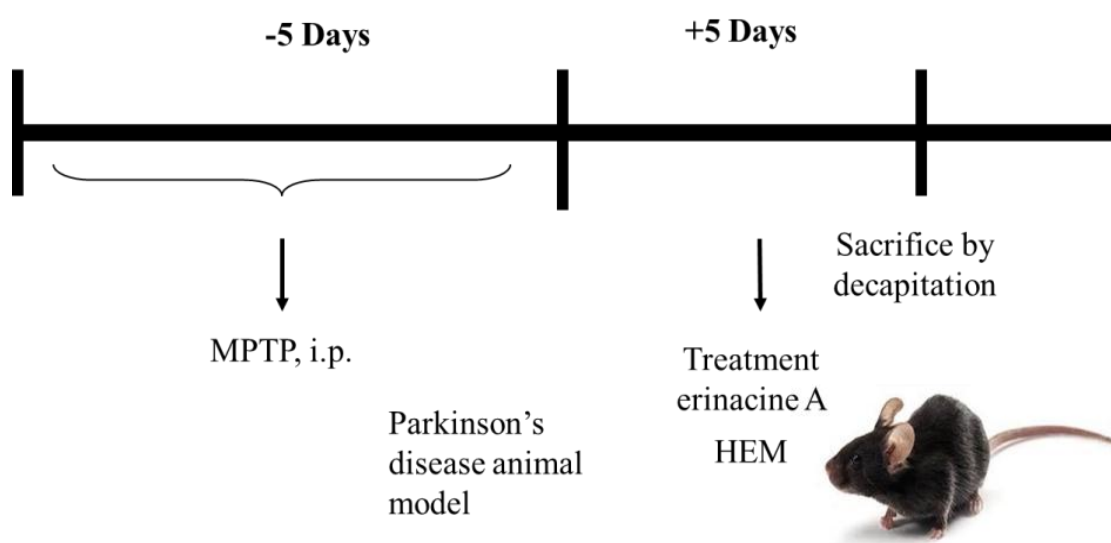 -5 Days
+5 Days
Sacrifice by
decapitation
MPTP, i.p.
Treatment
erinacine A
HEM
Parkinson’s
disease animal
model